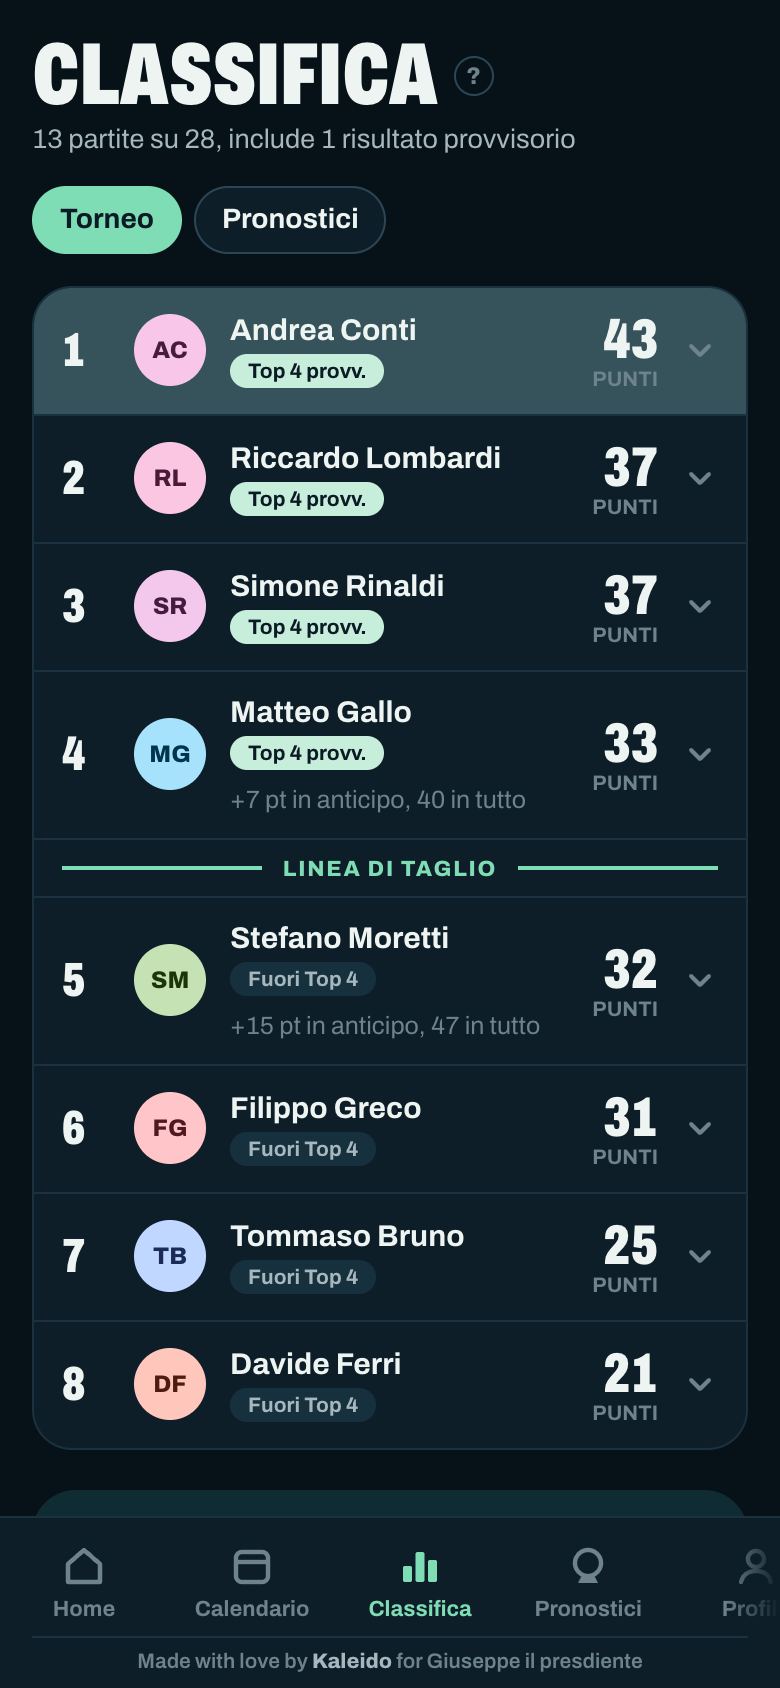 CLASSIFICA ?
13 partite su 28, include 1 risultato provvisorio
Torneo Pronostici
1 AC Andrea Conti 43
Top 4 provv. PUNTI
2 RL Riccardo Lombardi 37
Top 4 provv. PUNTI
3 SR Simone Rinaldi 37
Top 4 provv. PUNTI
4 MG Matteo Gallo 33
Top 4 provv. PUNTI
+7 pt in anticipo, 40 in tutto
LINEA DI TAGLIO
5 SM Stefano Moretti 32
Fuori Top 4 PUNTI
+15 pt in anticipo, 47 in tutto
6 FG Filippo Greco 31
Fuori Top 4 PUNTI
7 TB Tommaso Bruno 25
Fuori Top 4 PUNTI
8 DF Davide Ferri 21
Fuori Top 4 PUNTI
Home Calendario Classifica Pronostici
Made with love by Kaleido for Giuseppe il presdiente